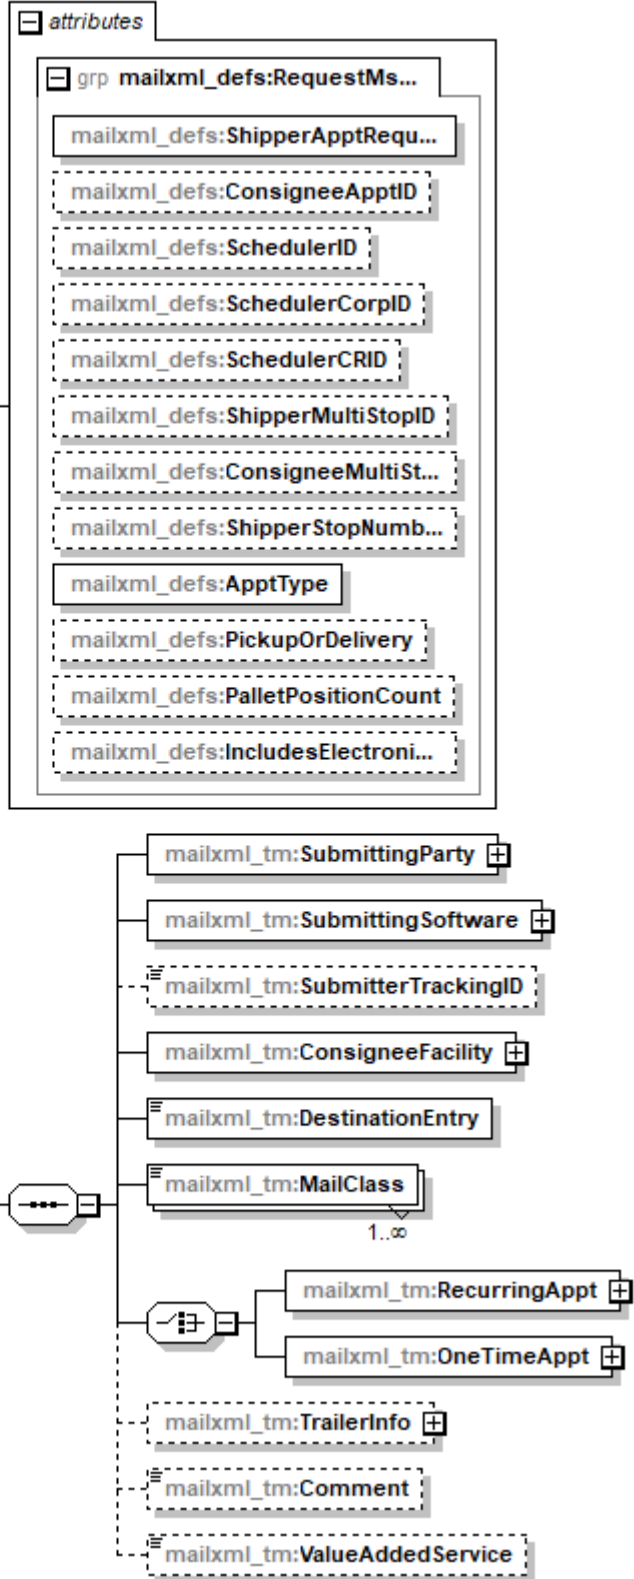 attributes
grp mailxml_defs:RequestMs...
mailxml_defs:ShipperApptRequ...
mailxml_defs:ConsigneeApptID
mailxml_defs:SchedulerID
mailxml_defs:SchedulerCorpID
mailxml_defs:SchedulerCRID
mailxml_defs:ShipperMultiStopID
mailxml_defs:ConsigneeMultiSt...
mailxml_defs:ShipperStopNumb...
mailxml_defs:ApptType
mailxml_defs:PickupOrDelivery
mailxml_defs:PalletPositionCount
mailxml_defs:IncludesElectroni...
mailxml_tm:SubmittingParty
mailxml_tm:SubmittingSoftware
mailxml_tm:SubmitterTrackingID
mailxml_tm:ConsigneeFacility
mailxml_tm:DestinationEntry
mailxml_tm:MailClass
1..∞
mailxml_tm:RecurringAppt
mailxml_tm:OneTimeAppt
mailxml_tm:TrailerInfo
mailxml_tm:Comment
mailxml_tm:ValueAddedService